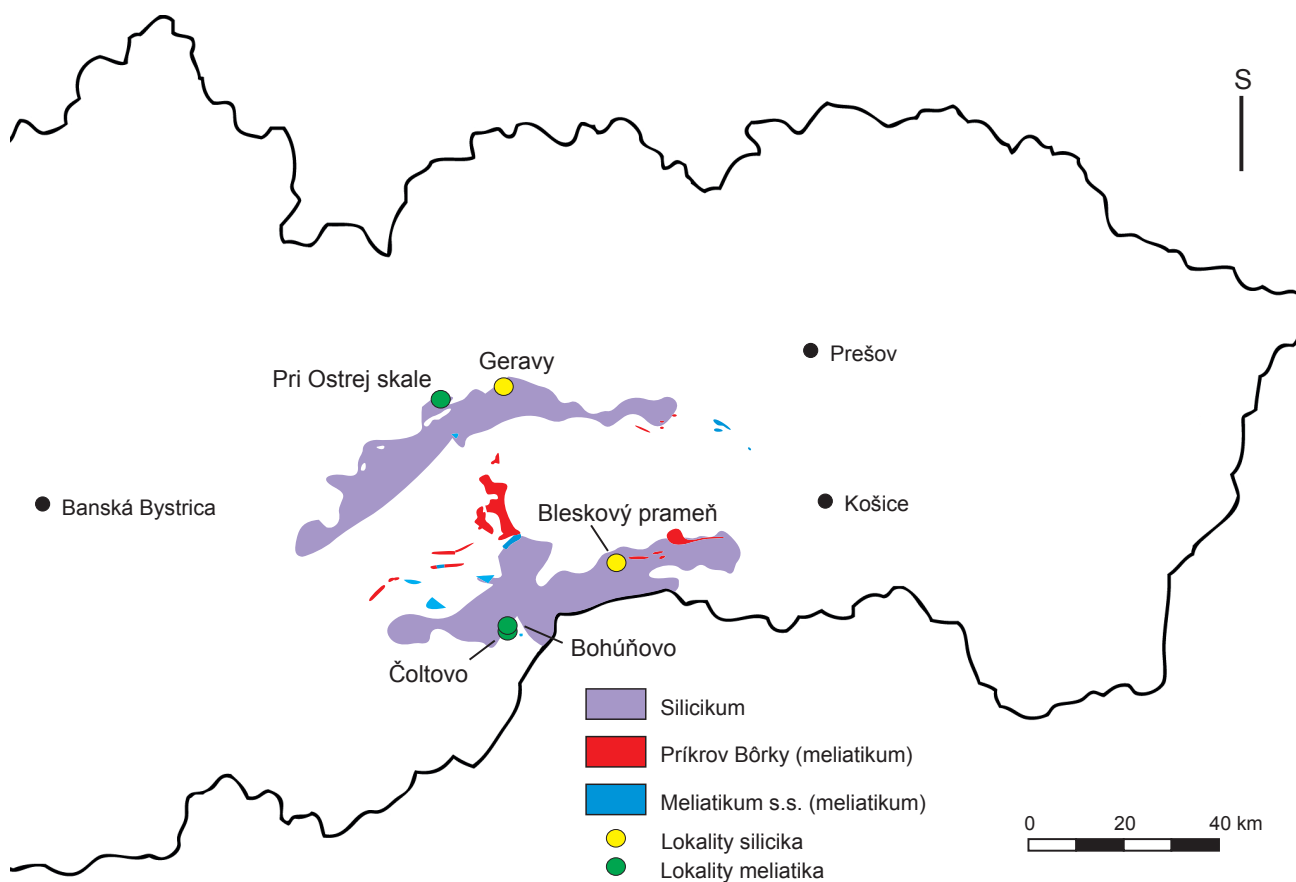 S
Prešov
Geravy
Pri Ostrej skale
Banská Bystrica
Košice
Bleskový prameň
Bohúňovo
Čoltovo
Silicikum
Príkrov Bôrky (meliatikum)
Meliatikum s.s. (meliatikum)
Lokality silicika
Lokality meliatika
0 20 40 km